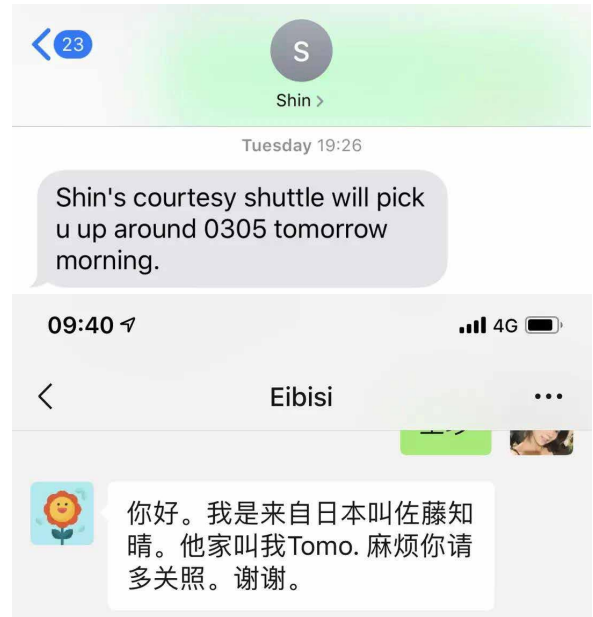 23
S
Shin >
Tuesday 19:26
Shin's courtesy shuttle will pick
u up around 0305 tomorrow
morning.
09:40
4G
Eibisi
你好。我是来自日本叫佐藤知
晴。他家叫我Tomo. 麻烦你请
多关照。谢谢。